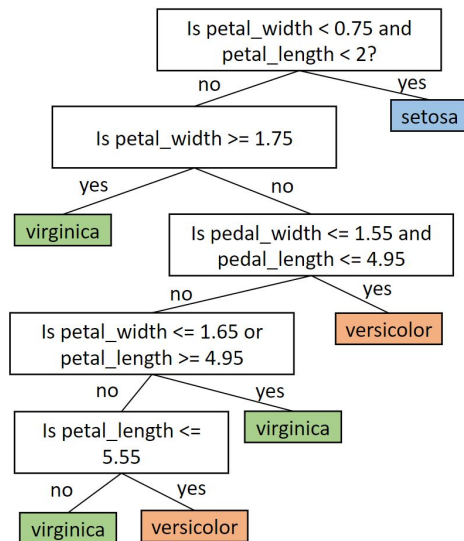 Is petal_width < 0.75 and
petal_length < 2?
no
yes
setosa
Is petal_width >= 1.75
yes
no
virginica
Is pedal_width <= 1.55 and
pedal_length <= 4.95
no
yes
versicolor
Is petal_width <= 1.65 or
petal_length >= 4.95
no
yes
virginica
Is petal_length <=
5.55
no
yes
virginica
versicolor